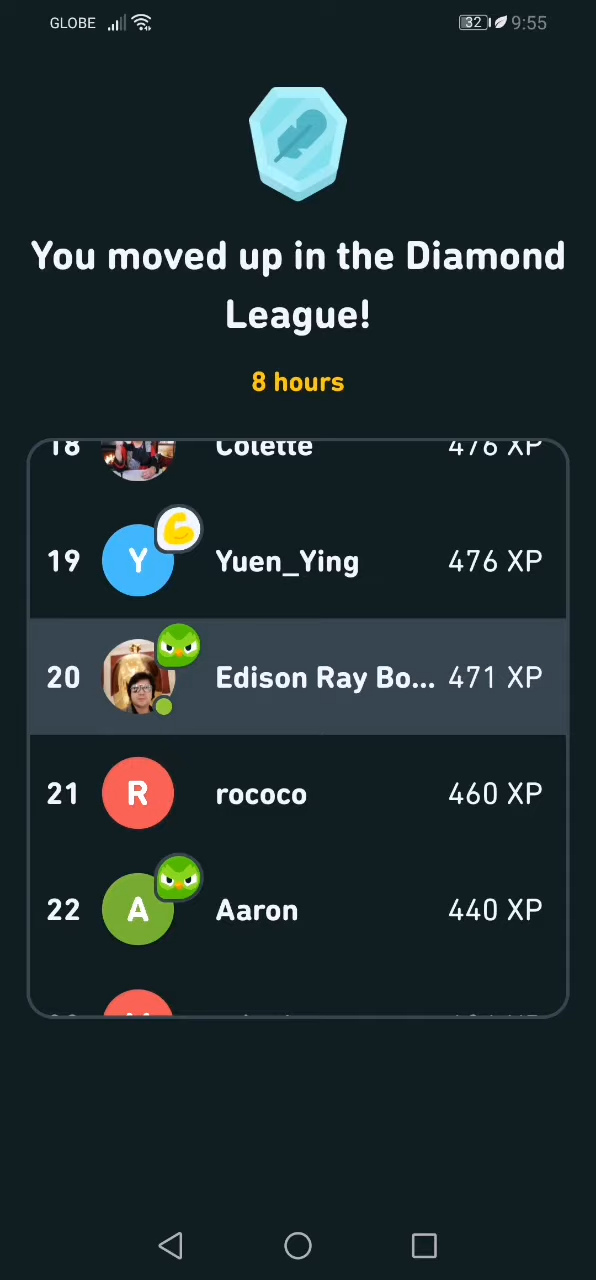 GLOBE 32 9:55
You moved up in the Diamond
League!
8 hours
18 Colette 476 XP
Y
19 Yuen_Ying 476 XP
20 Edison Ray Bo... 471 XP
21 R rococo 460 XP
22 A Aaron 440 XP